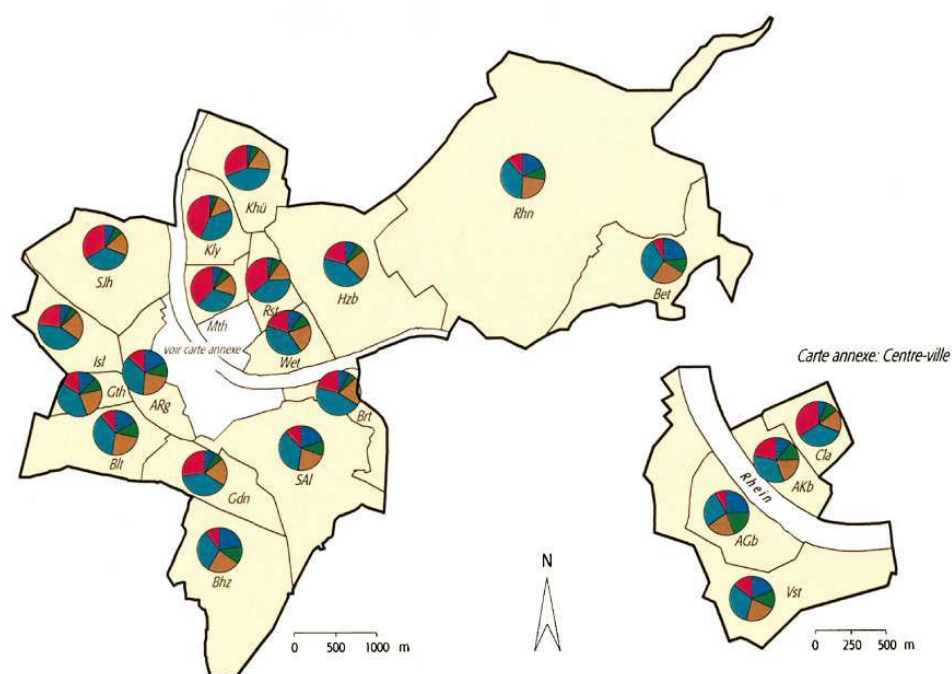 Khü
Kly
Rhn
SJh
Hzb
Rst
Bet
Mth
voir carte annexe
Wet
Isl
Carte annexe: Centre-ville
Gth
ARg
Brt
Blt
SAl
Gdn
Cla
AKb
Rhein
AGb
Bhz
N
Vst
0 500 1000 m
0 250 500 m